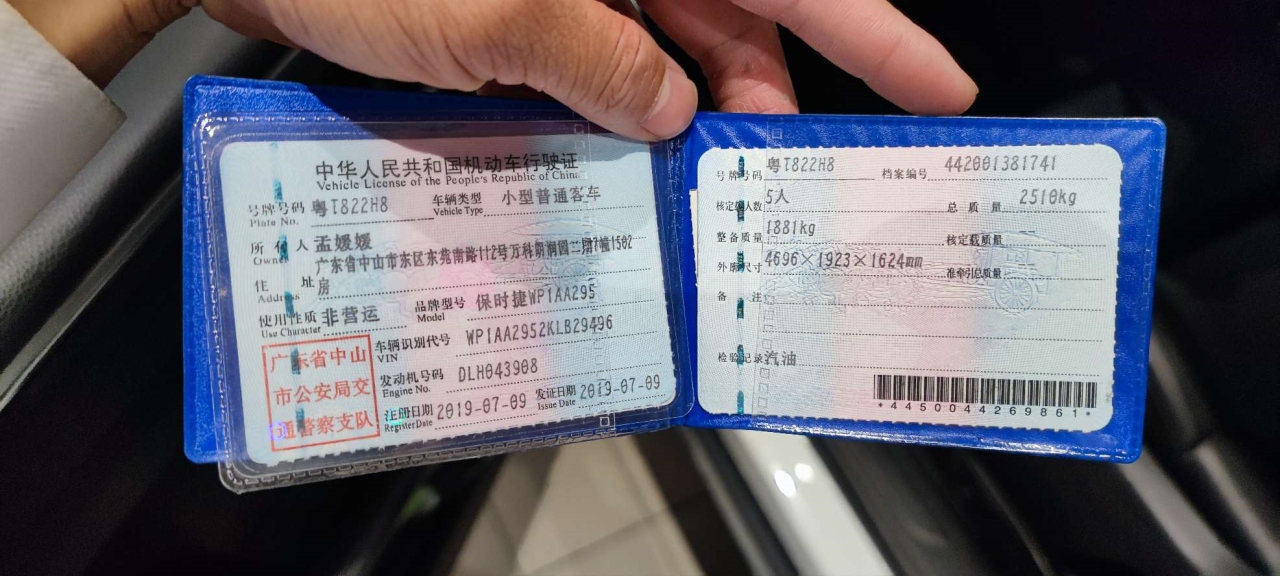 中华人民共和国机动车行驶证
Vehicle License of the People's Republic of China
号牌号码 粤T822H8 车辆类型 小型普通客车
Plate No. Vehicle Type
所有人 孟媛媛
Owner
住址 广东省中山市东区东苑南路112号万科朗润园二期7幢1502
Address 房
使用性质 非营运 品牌型号 保时捷WP1AA295
Use Character Model
车辆识别代号 WP1AA2952KLB29496
VIN
发动机号码 DLH043908
Engine No.
注册日期 2019-07-09 发证日期 2019-07-09
Register Date Issue Date
广东省中山
市公安局交
通警察支队
号牌号码 粤T822H8 档案编号 442001381741
核定载人数 5人 总质量 2510kg
整备质量 1881kg 核定载质量
外廓尺寸 4696×1923×1624mm 准牵引总质量
备注
检验记录 汽油
*4450044269861*